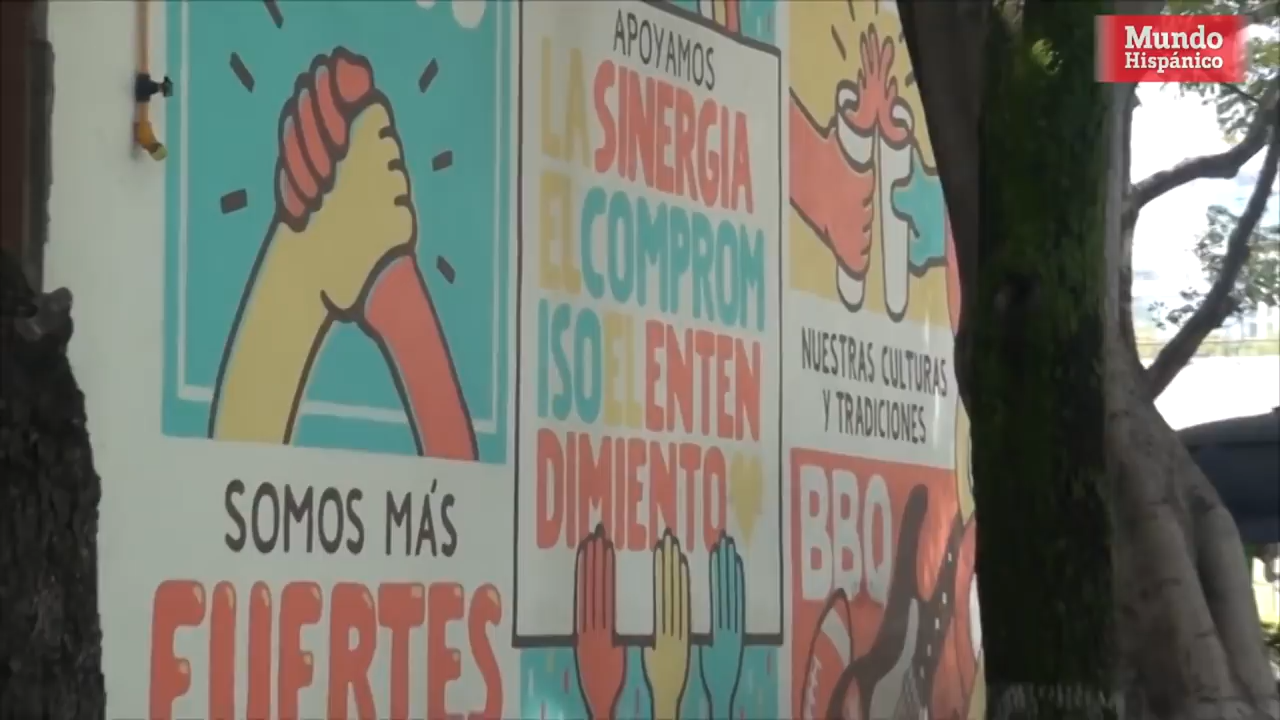 Mundo
Hispánico
APOYAMOS
LA SINERGIA
EL COMPROM
ISO EL ENTEN
DIMIENTO
SOMOS MÁS
FUERTES
NUESTRAS CULTURAS
Y TRADICIONES
BBQ